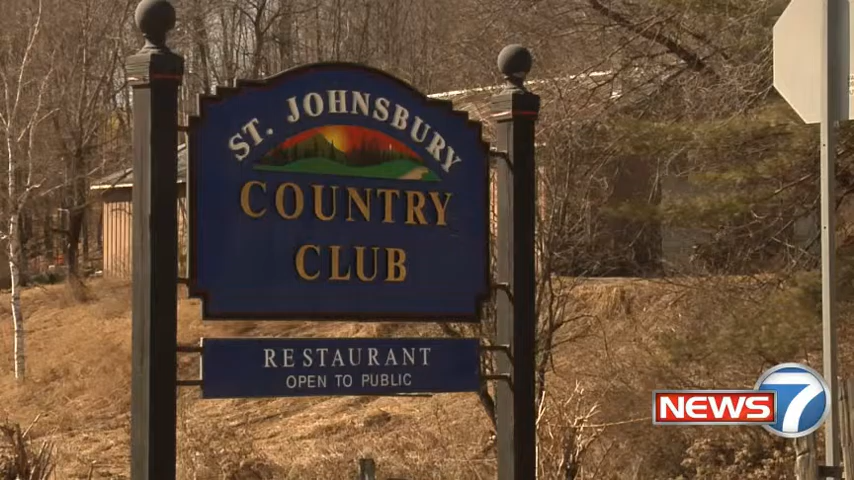 ST. JOHNSBURY
COUNTRY
CLUB
RESTAURANT
OPEN TO PUBLIC
NEWS 7